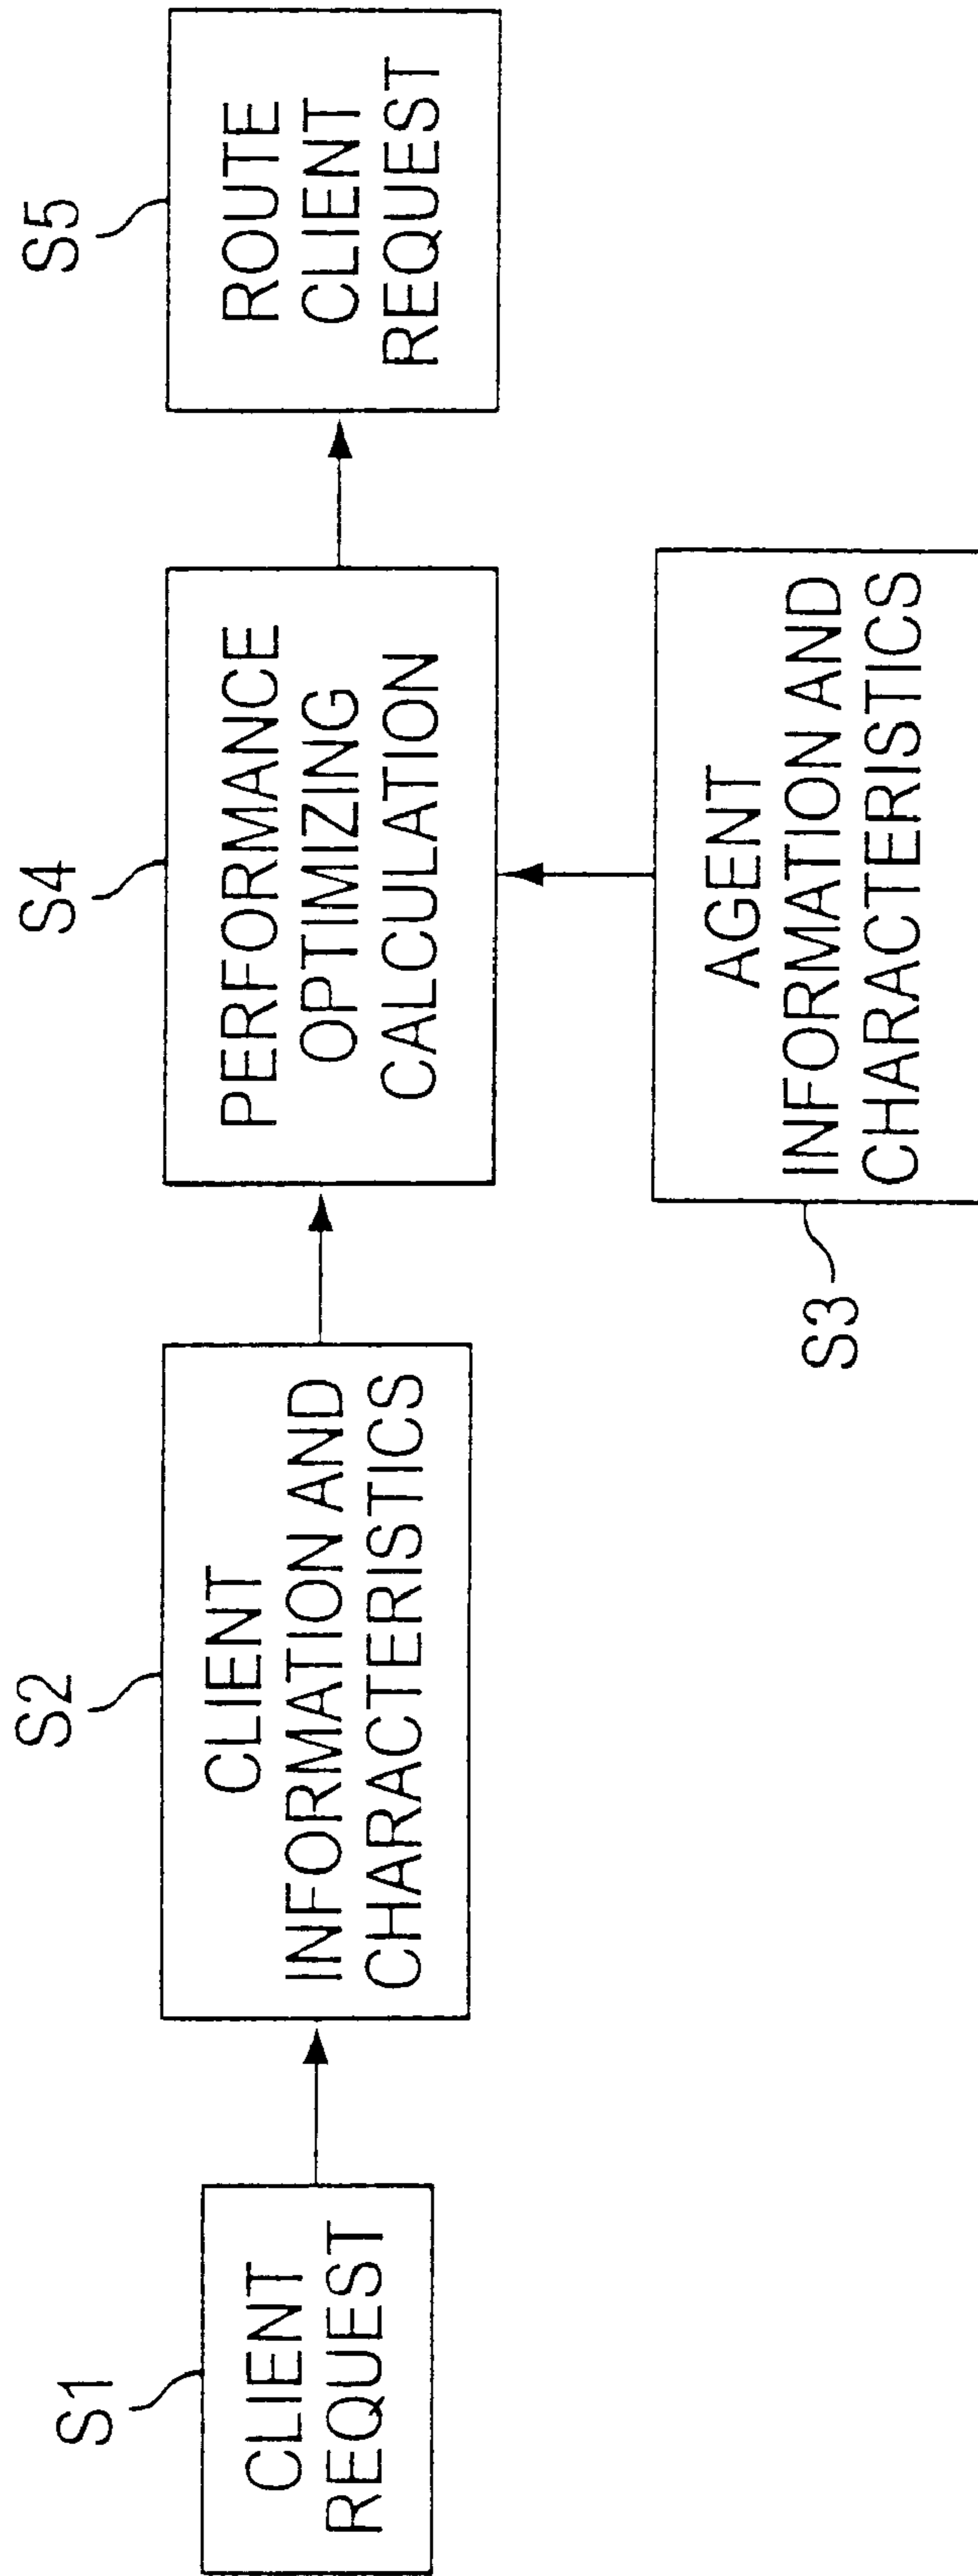 S1
CLIENT
REQUEST
S2
CLIENT
INFORMATION AND
CHARACTERISTICS
S4
PERFORMANCE
OPTIMIZING
CALCULATION
S5
ROUTE
CLIENT
REQUEST
S3
AGENT
INFORMATION AND
CHARACTERISTICS